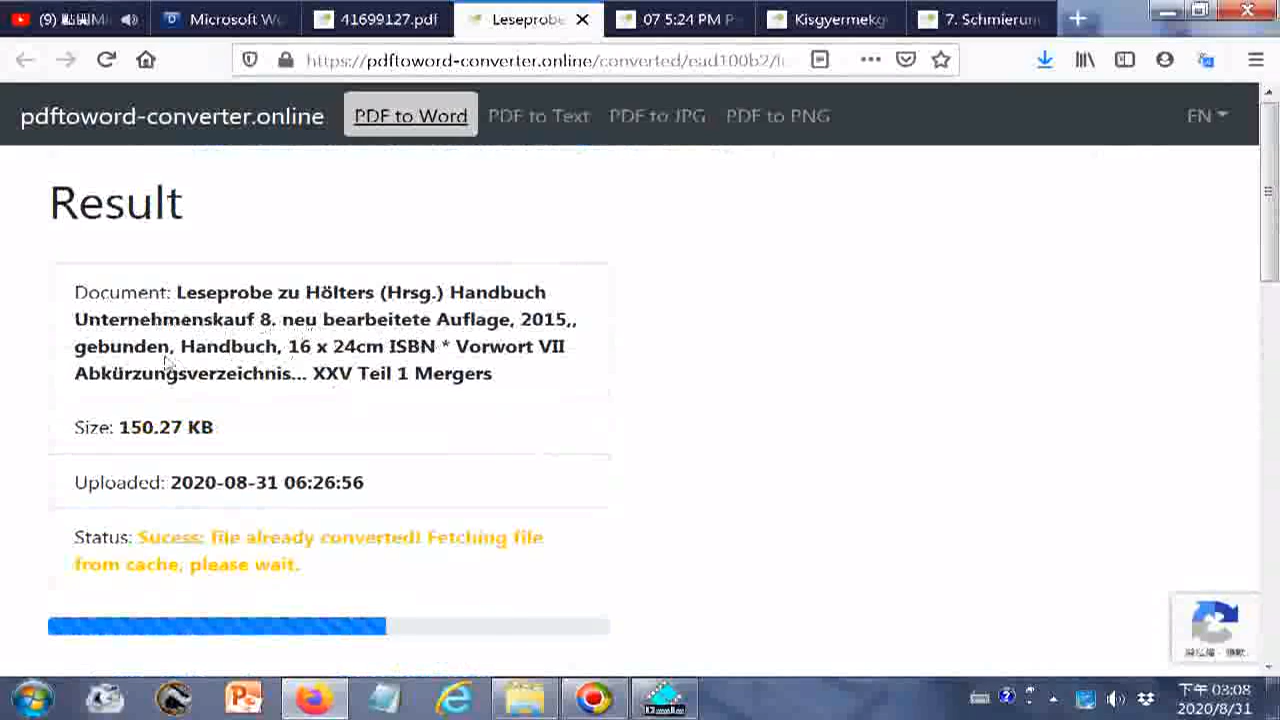 (9)
Microsoft Wo
41699127.pdf
Leseprobe
07 5:24 PM P
Kisgyermekg
7. Schmierun
https://pdftoword-converter.online/converted/ead100b2/l
pdftoword-converter.online
PDF to Word
PDF to Text
PDF to JPG
PDF to PNG
EN
Result
Document: Leseprobe zu Hölters (Hrsg.) Handbuch
Unternehmenskauf 8. neu bearbeitete Auflage, 2015,,
gebunden, Handbuch, 16 x 24cm ISBN * Vorwort VII
Abkürzungsverzeichnis... XXV Teil 1 Mergers
Size: 150.27 KB
Uploaded: 2020-08-31 06:26:56
Status: Sucess: file already converted! Fetching file
from cache, please wait.
下午 03:08
2020/8/31